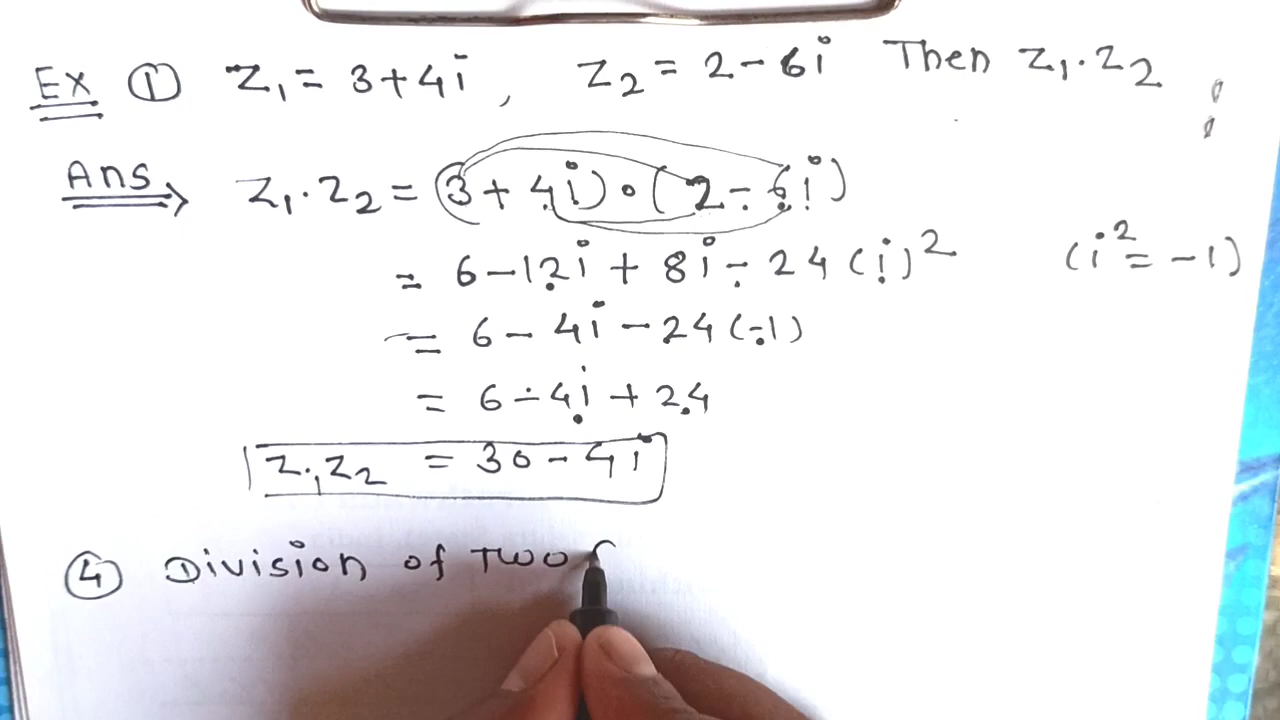 Ex ① z₁ = 3+4i , z₂ = 2-6i Then z₁.z₂
Ans z₁.z₂ = (3+4i)•(2-6i)
= 6-12i + 8i - 24(i)² (i²=-1)
= 6-4i-24(-1)
= 6-4i+24
z.₁z₂ = 30-4i
④ Division of Two